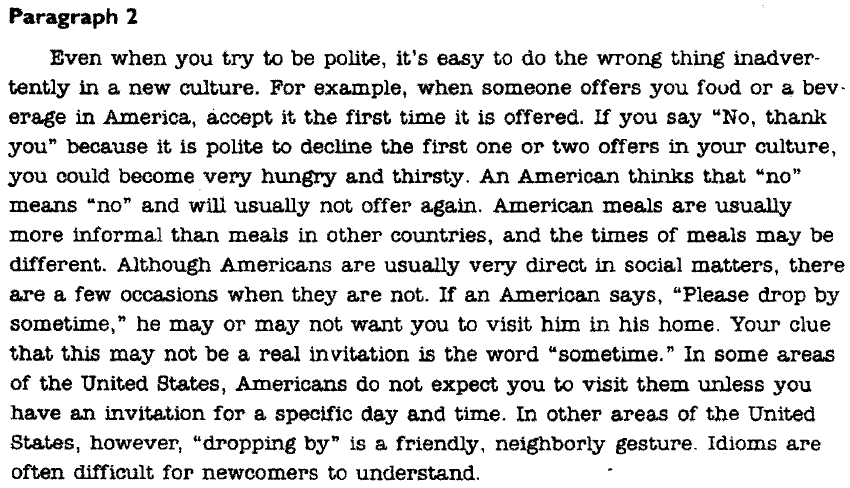 Paragraph 2
Even when you try to be polite, it's easy to do the wrong thing inadver-
tently in a new culture. For example, when someone offers you food or a bev-
erage in America, accept it the first time it is offered. If you say "No, thank
you" because it is polite to decline the first one or two offers in your culture,
you could become very hungry and thirsty. An American thinks that "no"
means "no" and will usually not offer again. American meals are usually
more informal than meals in other countries, and the times of meals may be
different. Although Americans are usually very direct in social matters, there
are a few occasions when they are not. If an American says, "Please drop by
sometime," he may or may not want you to visit him in his home. Your clue
that this may not be a real invitation is the word "sometime." In some areas
of the United States, Americans do not expect you to visit them unless you
have an invitation for a specific day and time. In other areas of the United
States, however, "dropping by" is a friendly, neighborly gesture. Idioms are
often difficult for newcomers to understand.